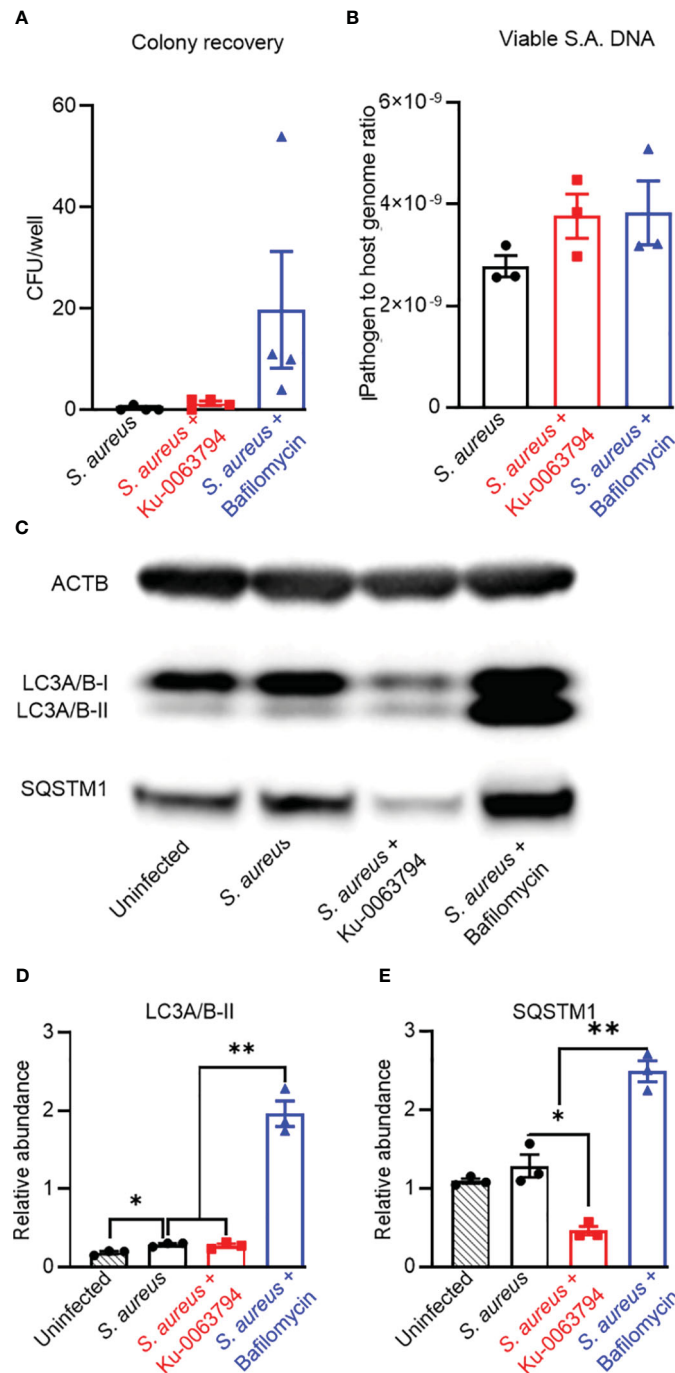 A
Colony recovery
60
40
20
0
CFU/well
S. aureus
S. aureus +
Ku-0063794
S. aureus +
Bafilomycin
B
Viable S.A. DNA
6×10-9
4×10-9
2×10-9
0
|Pathogen to host genome ratio
S. aureus
S. aureus +
Ku-0063794
S. aureus +
Bafilomycin
C
ACTB
LC3A/B-I
LC3A/B-II
SQSTM1
Uninfected
S. aureus
S. aureus +
Ku-0063794
S. aureus +
Bafilomycin
D
LC3A/B-II
3
2
1
0
Relative abundance
*
**
Uninfected
S. aureus
S. aureus +
Ku-0063794
S. aureus +
Bafilomycin
E
SQSTM1
3
2
1
0
Relative abundance
**
*
Uninfected
S. aureus
S. aureus +
Ku-0063794
S. aureus +
Bafilomycin